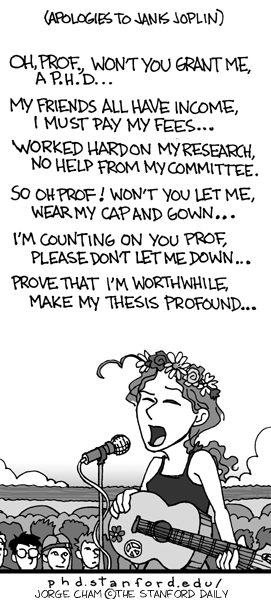 (APOLOGIES TO JANIS JOPLIN)
OH, PROF., WON'T YOU GRANT ME,
A P.H.D...
MY FRIENDS ALL HAVE INCOME,
I MUST PAY MY FEES...
WORKED HARD ON MY RESEARCH,
NO HELP FROM MY COMMITTEE.
SO OH PROF! WON'T YOU LET ME,
WEAR MY CAP AND GOWN...
I'M COUNTING ON YOU PROF,
PLEASE DON'T LET ME DOWN...
PROVE THAT I'M WORTHWHILE,
MAKE MY THESIS PROFOUND...
phd.stanford.edu/
JORGE CHAM ©THE STANFORD DAILY